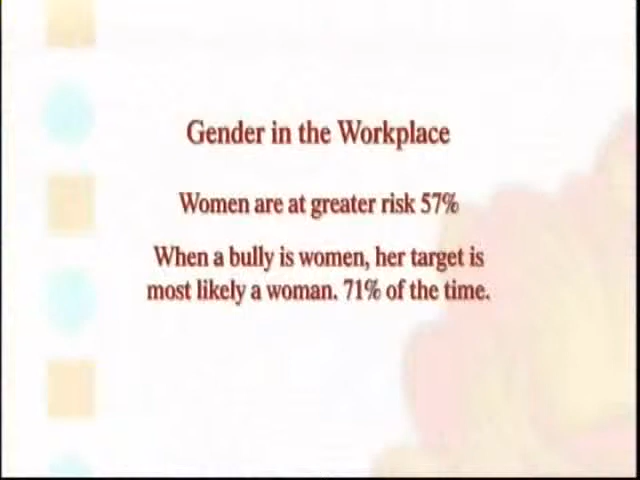 Gender in the Workplace
Women are at greater risk 57%
When a bully is women, her target is
most likely a woman. 71% of the time.